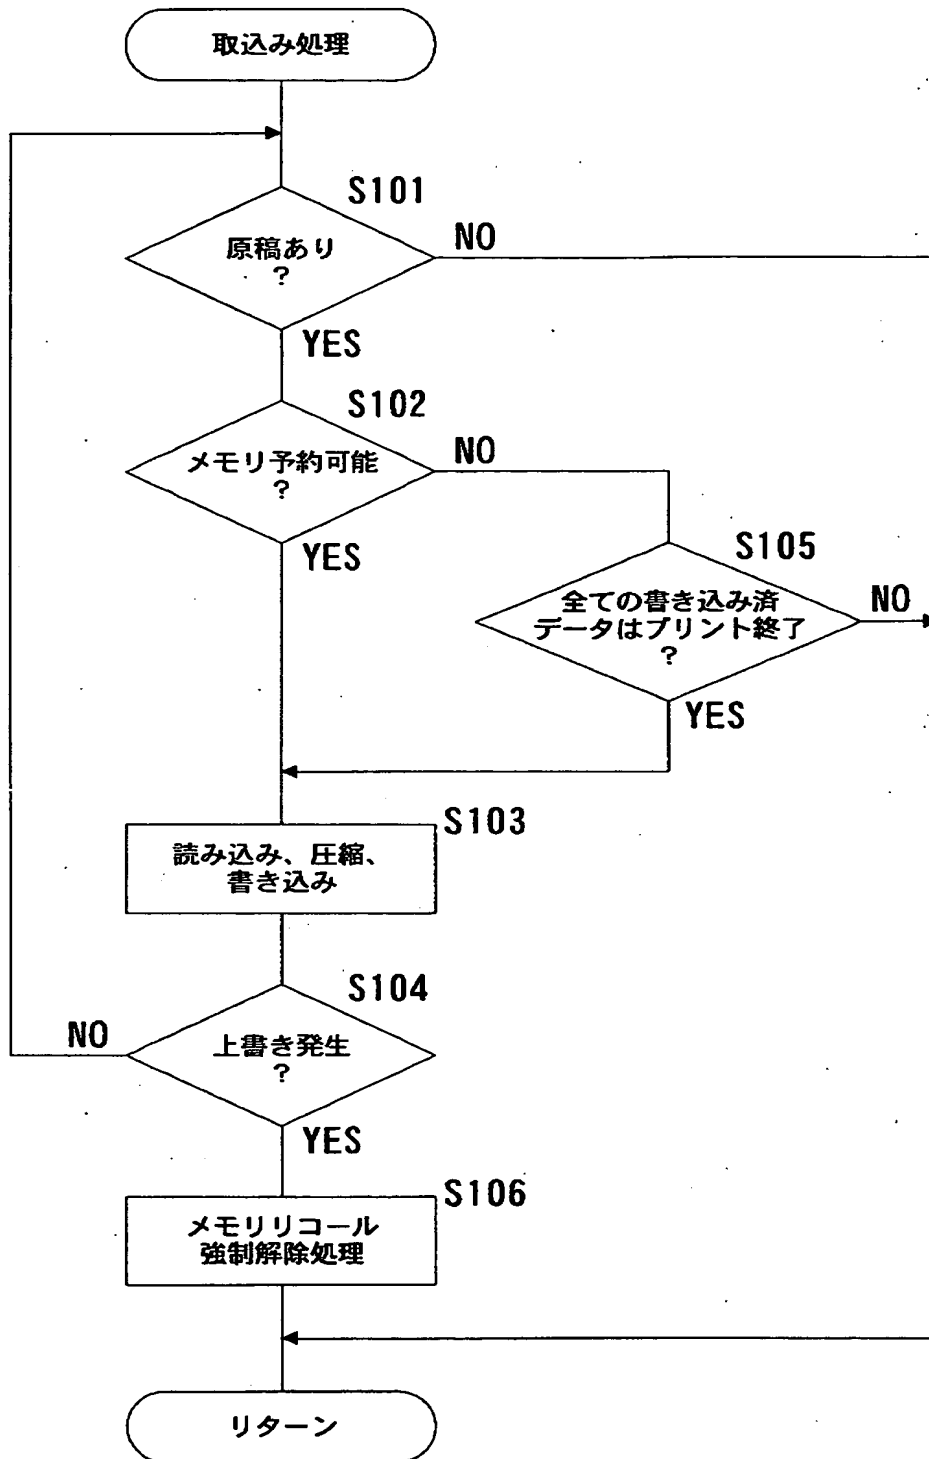 取込み処理
S101
原稿あり
?
NO
YES
S102
メモリ予約可能
?
NO
YES
S105
全ての書き込み済
データはプリント終了
?
NO
YES
S103
読み込み、圧縮、
書き込み
S104
上書き発生
?
NO
YES
S106
メモリリコール
強制解除処理
リターン